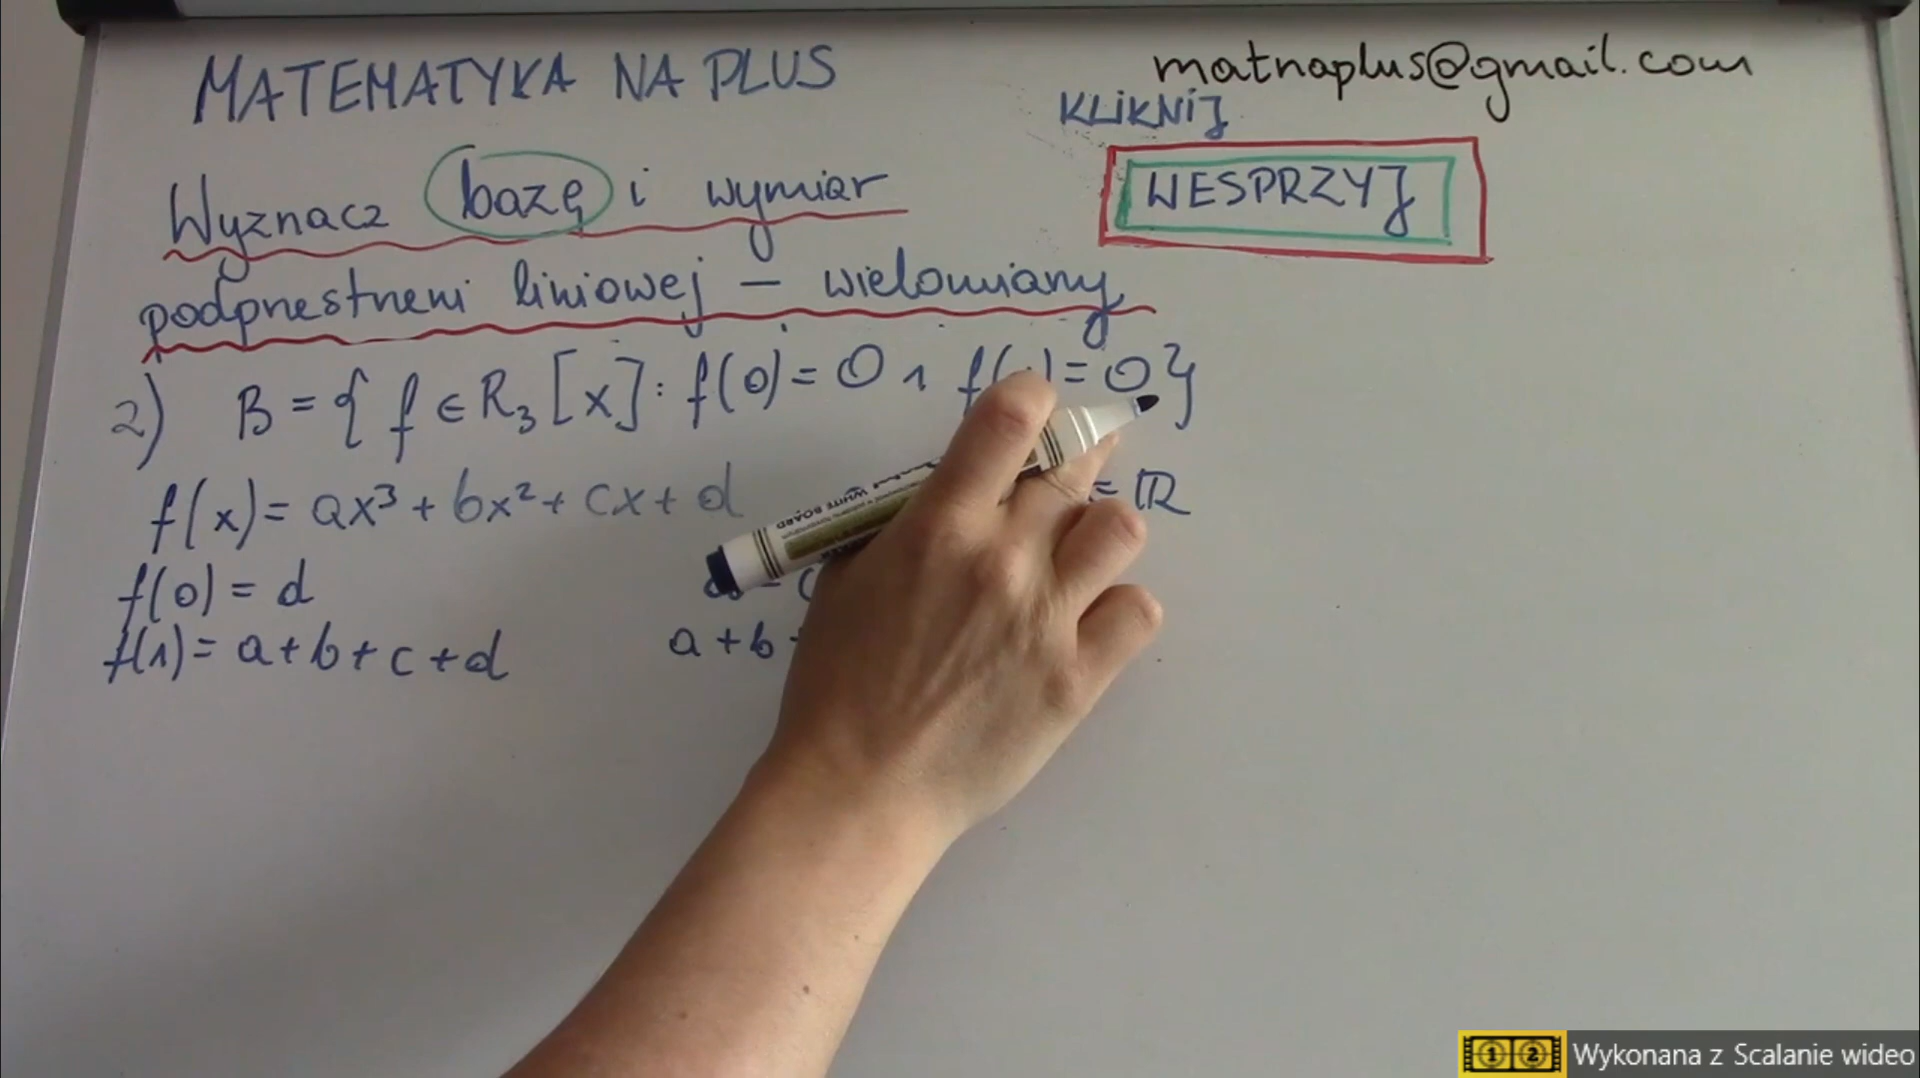 MATEMATYKA NA PLUS
matnaplus@gmail.com
KLIKNIJ
WESPRZYJ
Wyznacz bazę i wymiar
podprzestrzeni liniowej – wielomiany
2) B = { f ∈ R₃ [x] : f(0) = 0 ∧ f( ) = 0 }
f(x) = ax³ + bx² + cx + d
= ℝ
f(0) = d
f(1) = a + b + c + d
a + b
Wykonana z Scalanie wideo